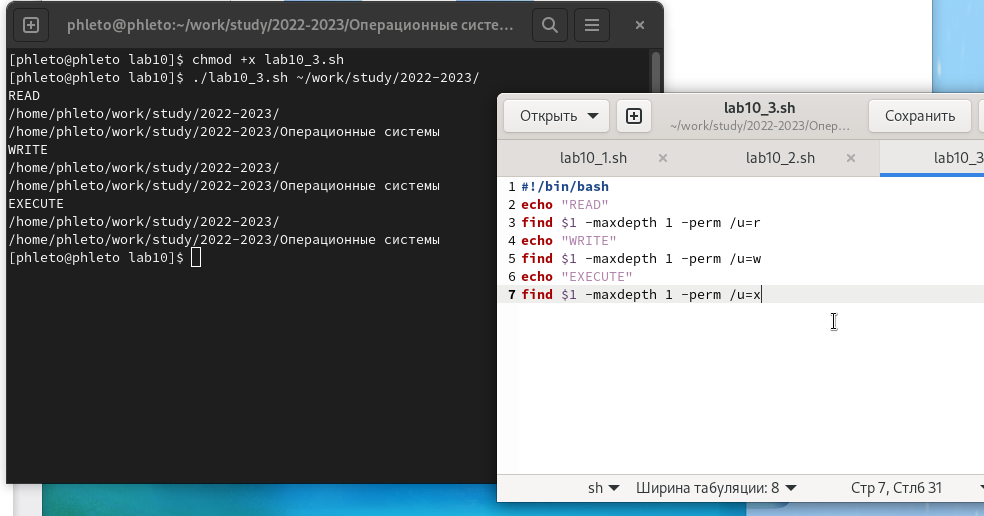 phleto@phleto:~/work/study/2022-2023/Операционные систе...
[phleto@phleto lab10]$ chmod +x lab10_3.sh
[phleto@phleto lab10]$ ./lab10_3.sh ~/work/study/2022-2023/
READ
/home/phleto/work/study/2022-2023/
/home/phleto/work/study/2022-2023/Операционные системы
WRITE
/home/phleto/work/study/2022-2023/
/home/phleto/work/study/2022-2023/Операционные системы
EXECUTE
/home/phleto/work/study/2022-2023/
/home/phleto/work/study/2022-2023/Операционные системы
[phleto@phleto lab10]$
Открыть
lab10_3.sh
~/work/study/2022-2023/Опер...
Сохранить
lab10_1.sh
lab10_2.sh
lab10_3
1 #!/bin/bash
2 echo "READ"
3 find $1 -maxdepth 1 -perm /u=r
4 echo "WRITE"
5 find $1 -maxdepth 1 -perm /u=w
6 echo "EXECUTE"
7 find $1 -maxdepth 1 -perm /u=x
sh
Ширина табуляции: 8
Стр 7, Стлб 31